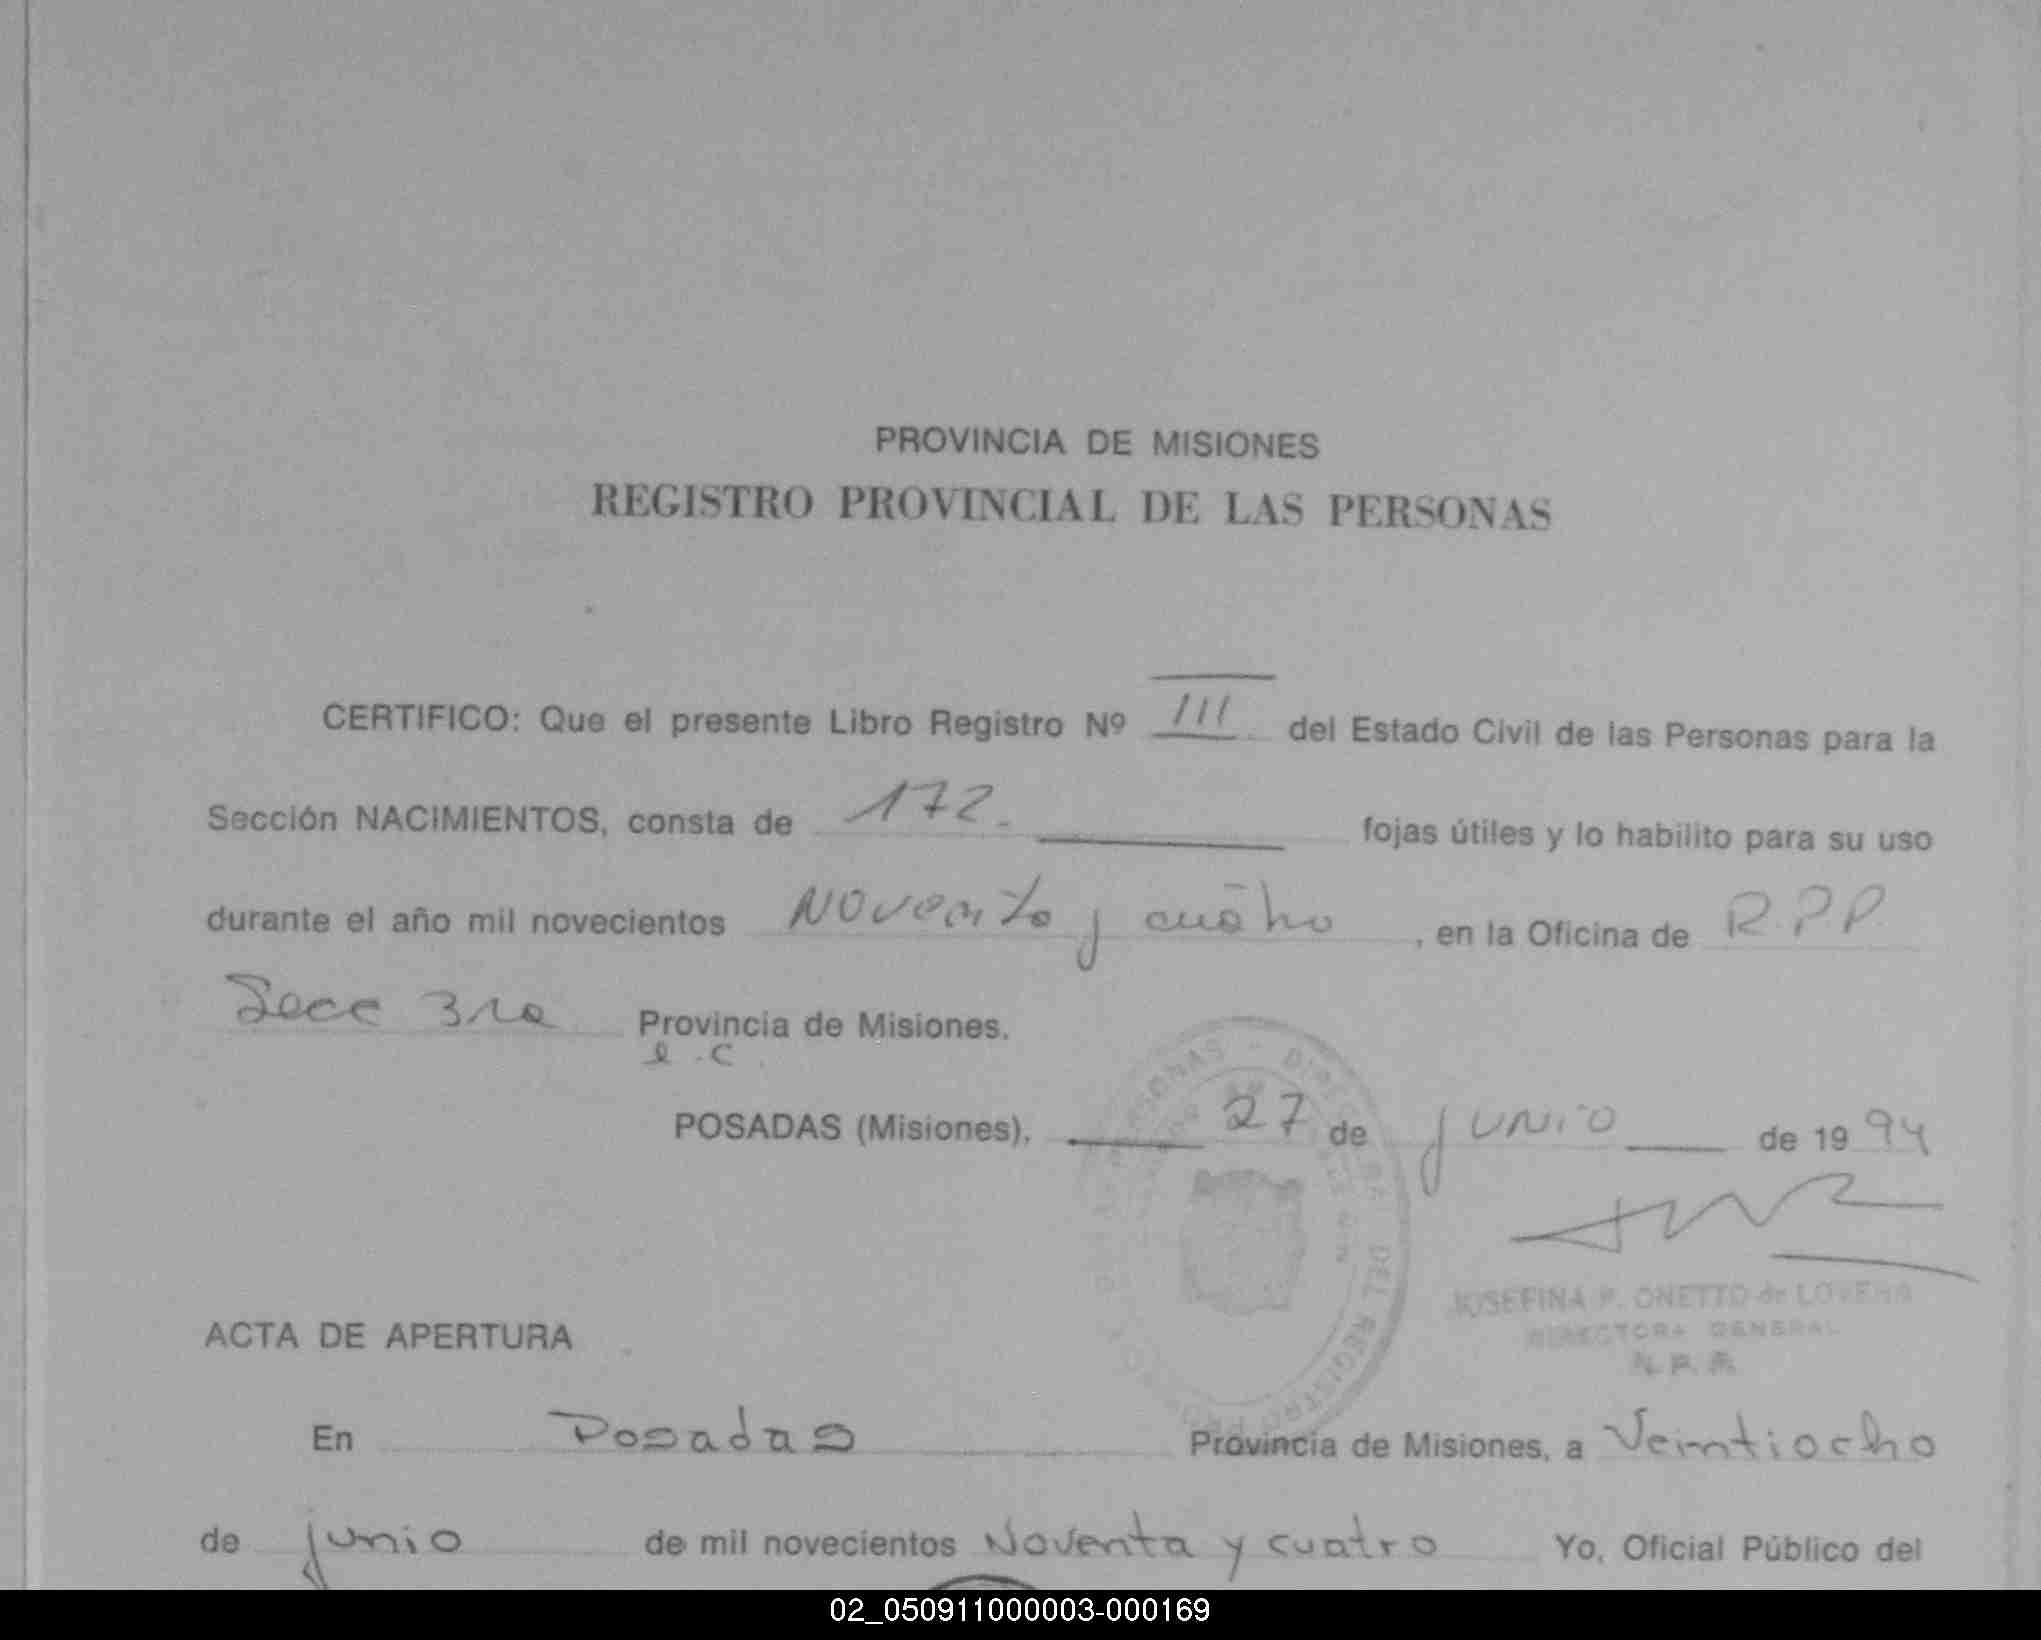 PROVINCIA DE MISIONES
REGISTRO PROVINCIAL DE LAS PERSONAS
CERTIFICO: Que el presente Libro Registro Nº III del Estado Civil de las Personas para la
Sección NACIMIENTOS, consta de 172.- fojas útiles y lo habilito para su uso
durante el año mil novecientos Noventa y cuatro , en la Oficina de R.P.P
Secc 3ra Provincia de Misiones.
POSADAS (Misiones), 27 de junio de 1994
JOSEFINA P. ONETTO de LOVERA
DIRECTORA GENERAL
ACTA DE APERTURA
En Posadas Provincia de Misiones, a Veintiocho
de junio de mil novecientos Noventa y cuatro Yo, Oficial Público del
02_050911000003-000169